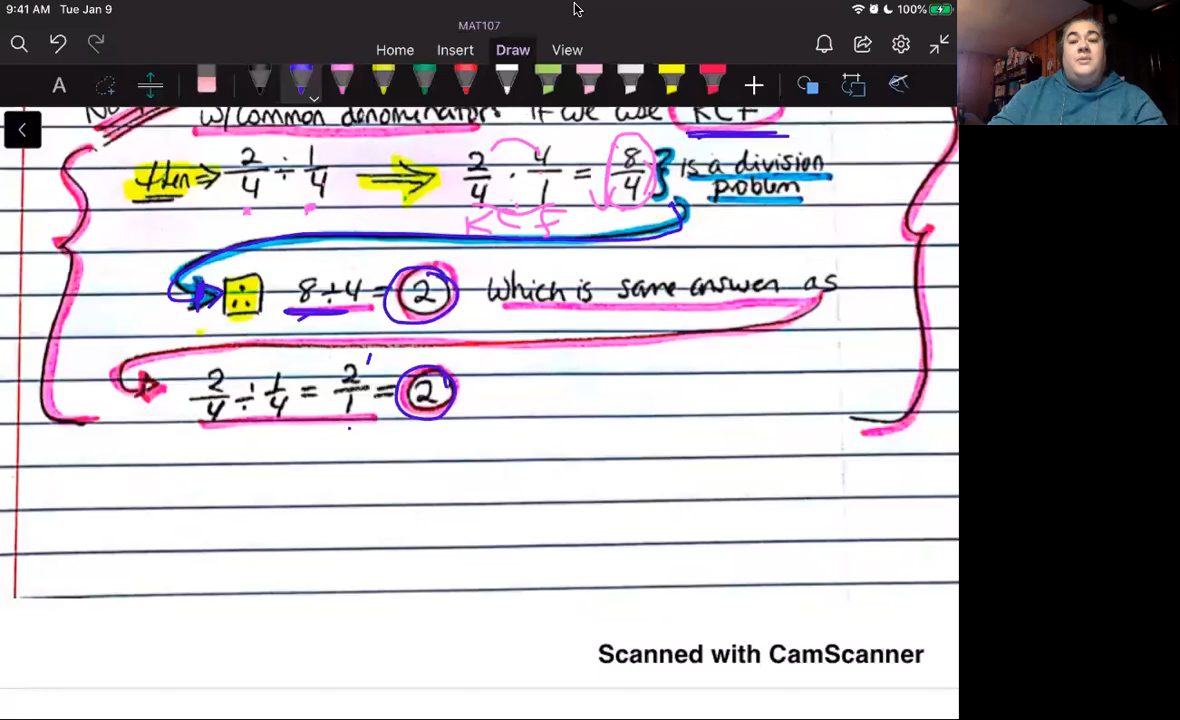 9:41 AM Tue Jan 9
100%
MAT107
Home Insert Draw View
A
w/common denominators If we use KCF
then ⇒ 2/4 ÷ 1/4 ⟹ 2/4 · 4/1 = 8/4 } is a division
problem
K C F
÷ 8÷4 = 2 Which is same answer as
2/4 ÷ 1/4 = 2/1 = 2
Scanned with CamScanner